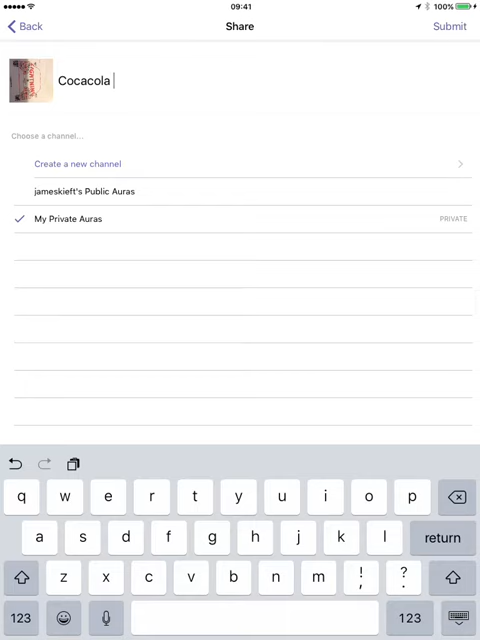 09:41
100%
Back
Share
Submit
Cocacola
Choose a channel...
Create a new channel
jameskieft's Public Auras
My Private Auras PRIVATE
q w e r t y u i o p
a s d f g h j k l return
z x c v b n m ! , ? .
123 123